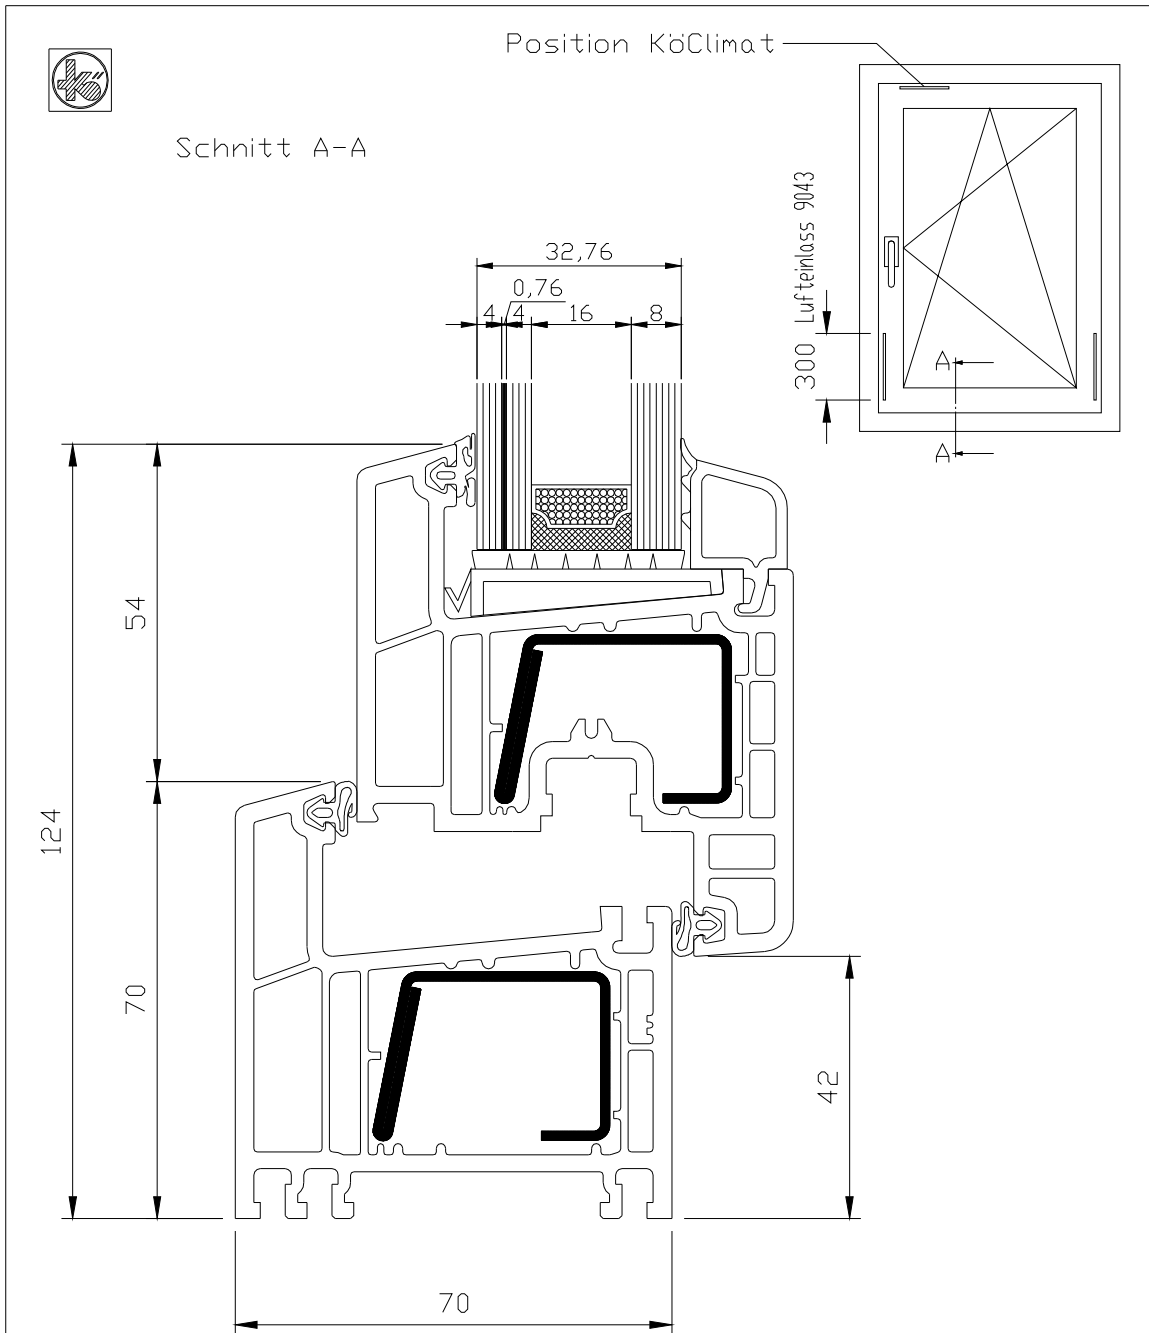 Position KöClimat
kö
Schnitt A-A
300 Lufteinlass 9043
32,76
0,76
4 4 16 8
A
A
54
124
70
42
70